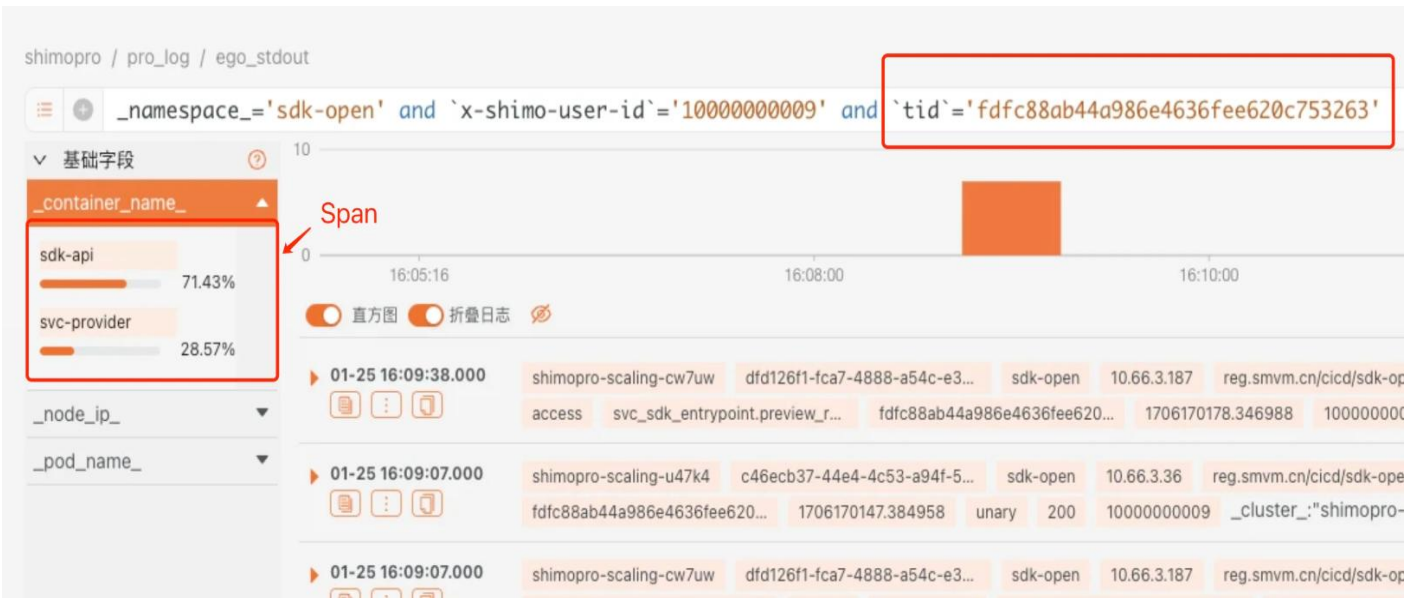 shimopro / pro_log / ego_stdout
_namespace_='sdk-open' and `x-shimo-user-id`='10000000009' and `tid`='fdfc88ab44a986e4636fee620c753263'
基础字段
_container_name_
Span
sdk-api
71.43%
svc-provider
28.57%
_node_ip_
_pod_name_
10
0
16:05:16 16:08:00 16:10:00
直方图 折叠日志
01-25 16:09:38.000 shimopro-scaling-cw7uw dfd126f1-fca7-4888-a54c-e3... sdk-open 10.66.3.187 reg.smvm.cn/cicd/sdk-op
access svc_sdk_entrypoint.preview_r... fdfc88ab44a986e4636fee620... 1706170178.346988 100000000
01-25 16:09:07.000 shimopro-scaling-u47k4 c46ecb37-44e4-4c53-a94f-5... sdk-open 10.66.3.36 reg.smvm.cn/cicd/sdk-ope
fdfc88ab44a986e4636fee620... 1706170147.384958 unary 200 10000000009 _cluster_:"shimopro-
01-25 16:09:07.000 shimopro-scaling-cw7uw dfd126f1-fca7-4888-a54c-e3... sdk-open 10.66.3.187 reg.smvm.cn/cicd/sdk-op